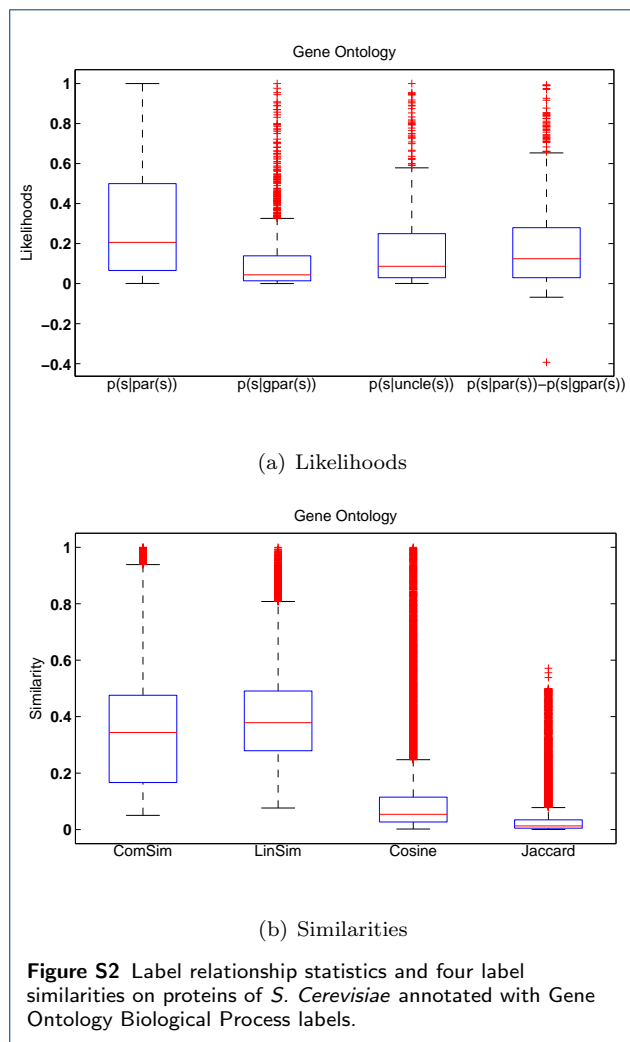 Gene Ontology
1
0.8
0.6
0.4
0.2
0
−0.2
−0.4
Likelihoods
p(s|par(s)) p(s|gpar(s)) p(s|uncle(s)) p(s|par(s))−p(s|gpar(s))
(a) Likelihoods
Gene Ontology
1
0.8
0.6
0.4
0.2
0
Similarity
ComSim LinSim Cosine Jaccard
(b) Similarities
Figure S2 Label relationship statistics and four label
similarities on proteins of S. Cerevisiae annotated with Gene
Ontology Biological Process labels.